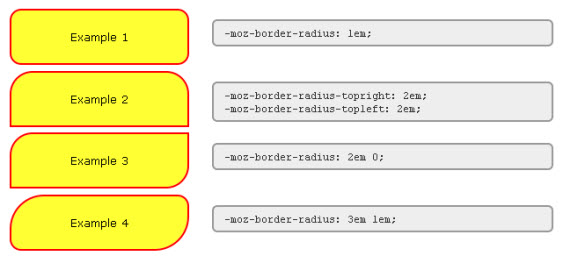 Example 1
-moz-border-radius: 1em;
Example 2
-moz-border-radius-topright: 2em;
-moz-border-radius-topleft: 2em;
Example 3
-moz-border-radius: 2em 0;
Example 4
-moz-border-radius: 3em 1em;